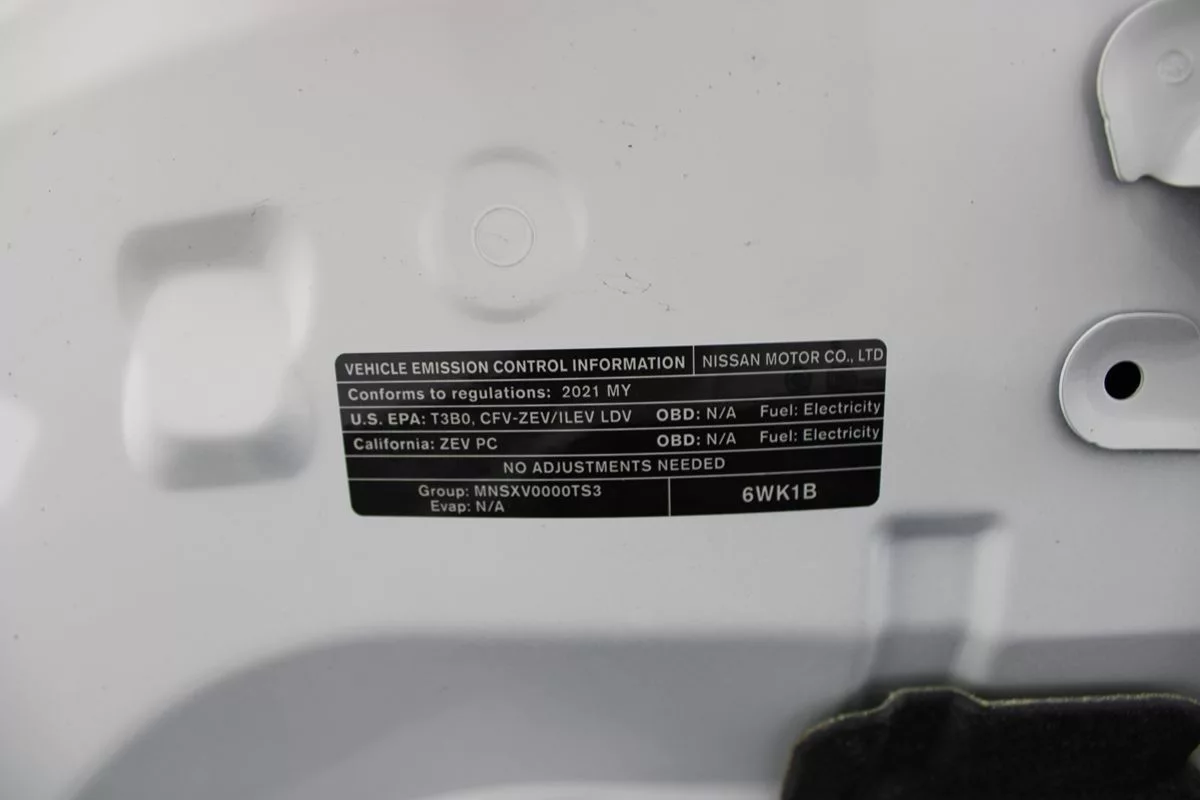 VEHICLE EMISSION CONTROL INFORMATION NISSAN MOTOR CO., LTD
Conforms to regulations: 2021 MY
U.S. EPA: T3B0, CFV-ZEV/ILEV LDV OBD: N/A Fuel: Electricity
California: ZEV PC OBD: N/A Fuel: Electricity
NO ADJUSTMENTS NEEDED
Group: MNSXV0000TS3
Evap: N/A
6WK1B